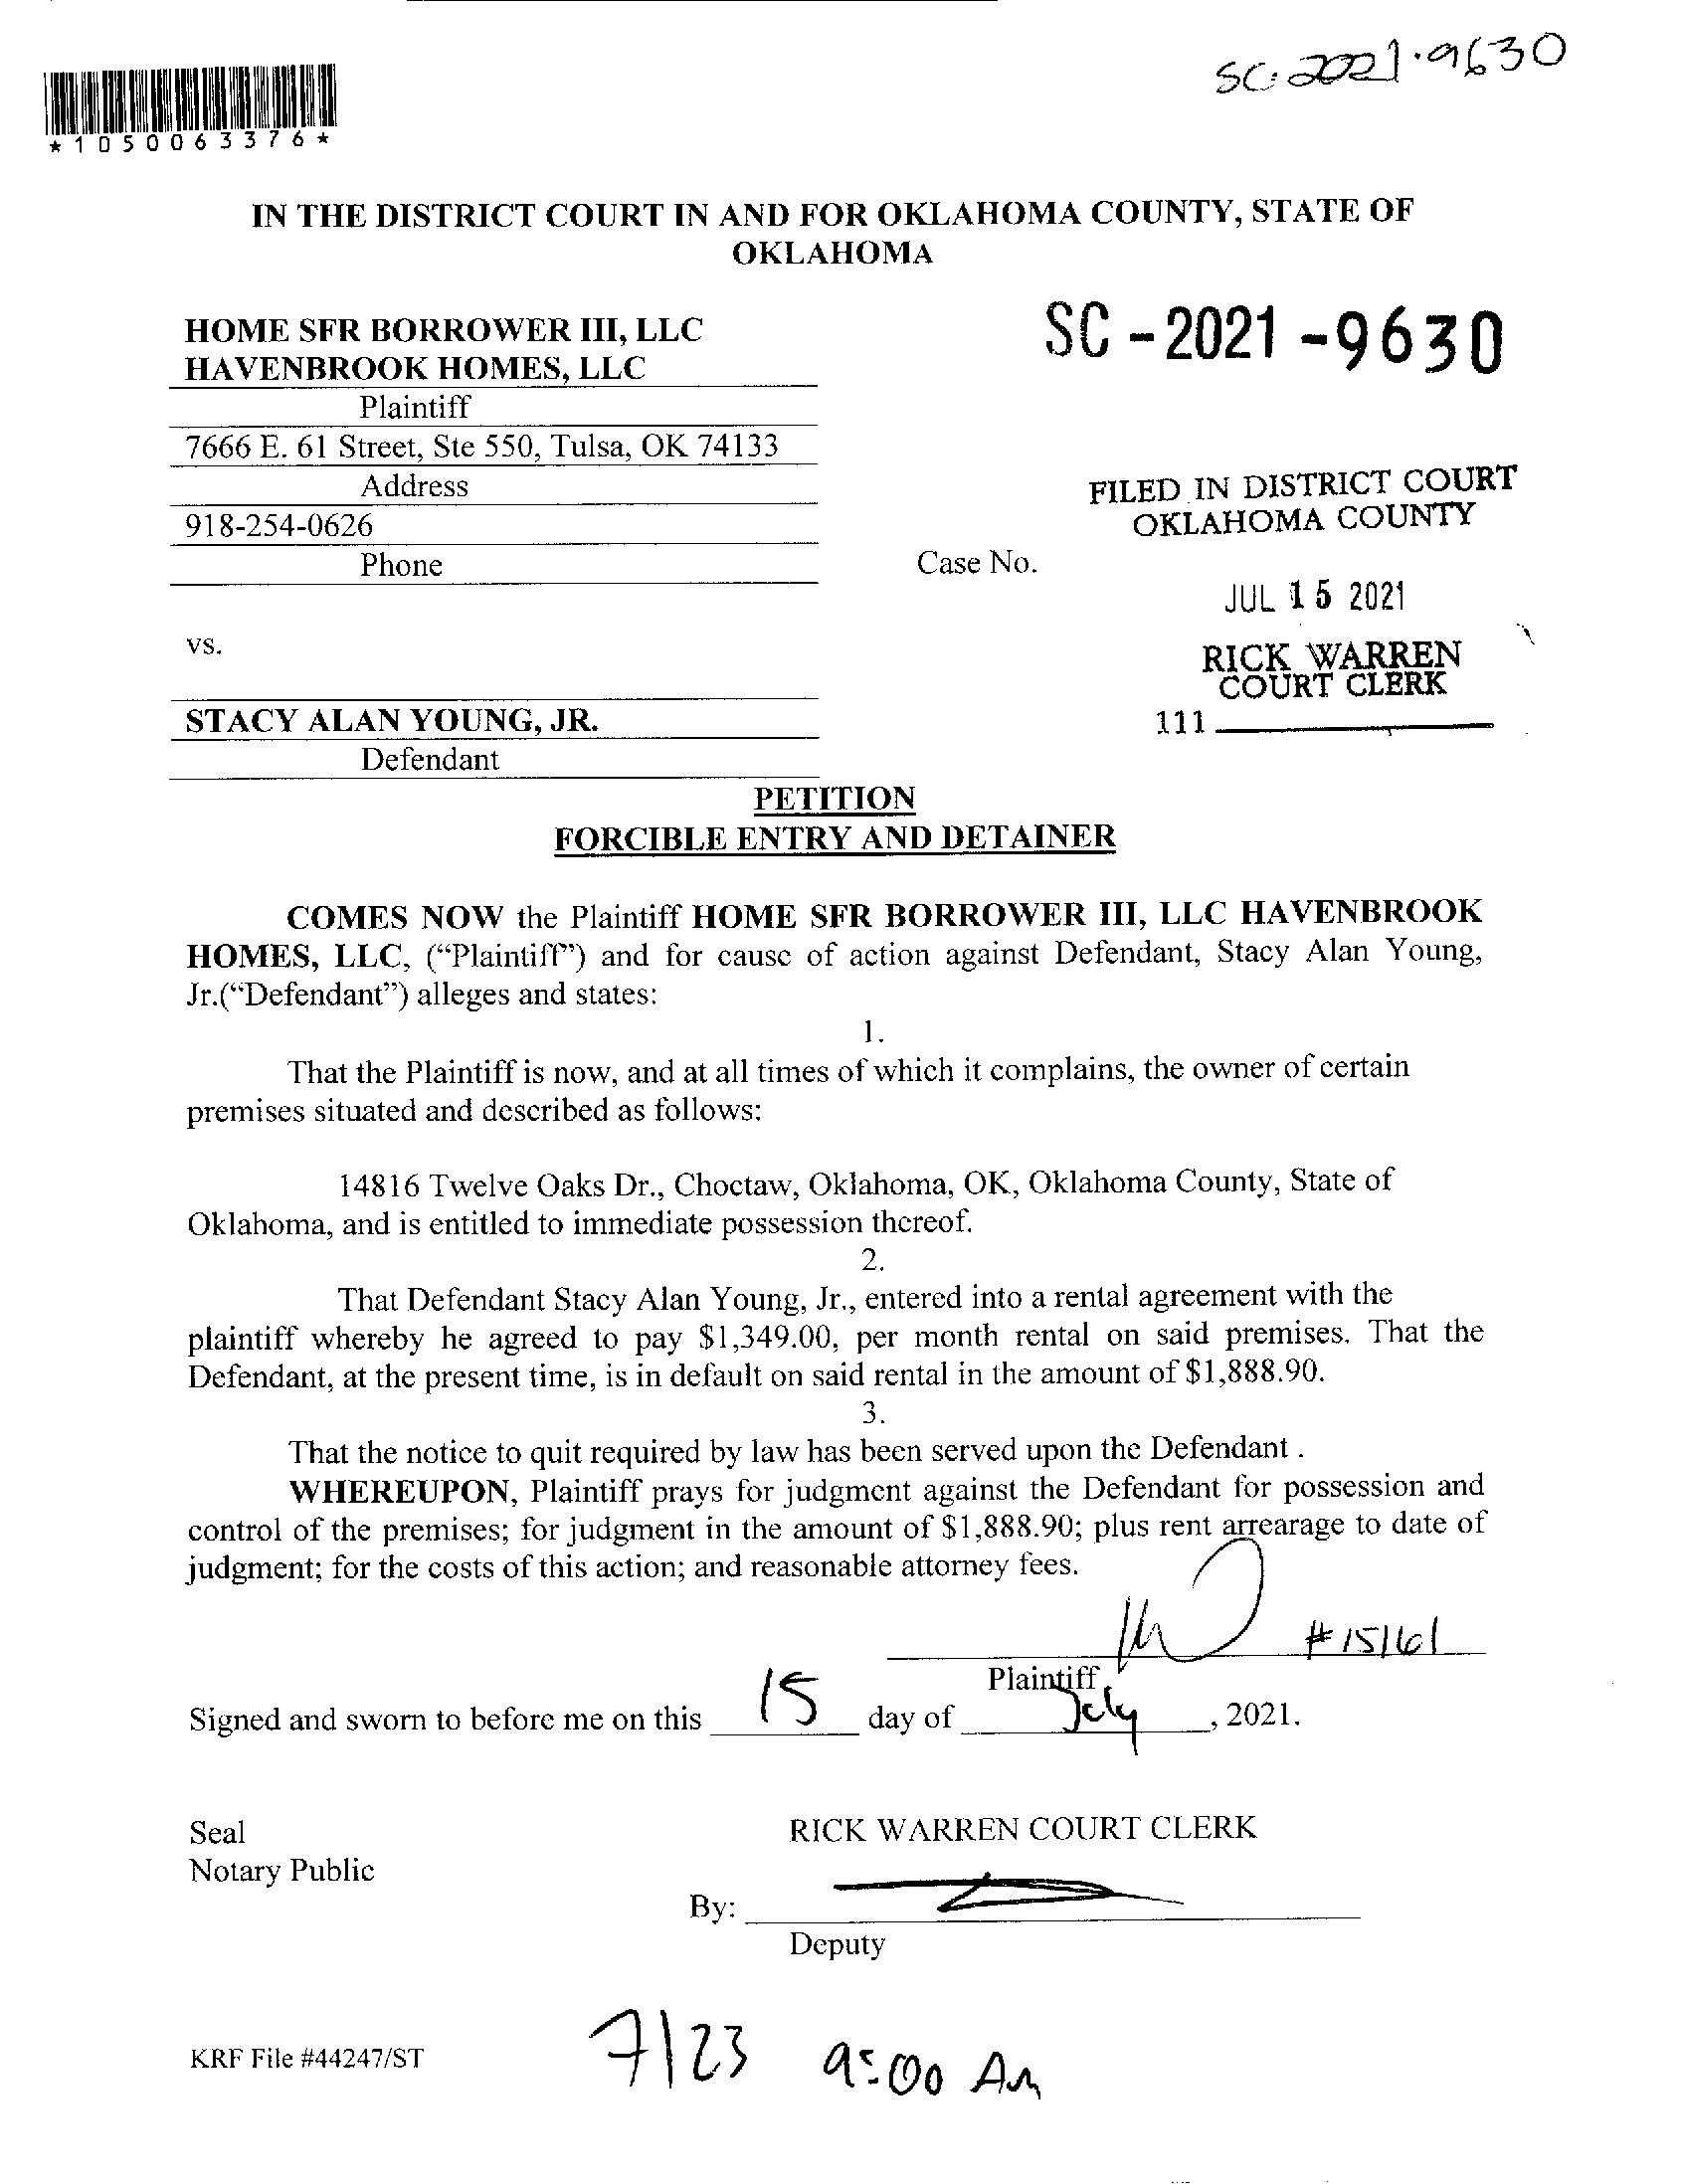 SC-2021-9630
*1050063376*
IN THE DISTRICT COURT IN AND FOR OKLAHOMA COUNTY, STATE OF
OKLAHOMA
HOME SFR BORROWER III, LLC
HAVENBROOK HOMES, LLC
SC-2021-9630
Plaintiff
7666 E. 61 Street, Ste 550, Tulsa, OK 74133
Address
918-254-0626
Phone
FILED IN DISTRICT COURT
OKLAHOMA COUNTY
Case No.
JUL 15 2021
vs.
RICK WARREN
COURT CLERK
111
STACY ALAN YOUNG, JR.
Defendant
PETITION
FORCIBLE ENTRY AND DETAINER
COMES NOW the Plaintiff HOME SFR BORROWER III, LLC HAVENBROOK
HOMES, LLC, (“Plaintiff”) and for cause of action against Defendant, Stacy Alan Young,
Jr.(“Defendant”) alleges and states:
1.
That the Plaintiff is now, and at all times of which it complains, the owner of certain
premises situated and described as follows:
14816 Twelve Oaks Dr., Choctaw, Oklahoma, OK, Oklahoma County, State of
Oklahoma, and is entitled to immediate possession thereof.
2.
That Defendant Stacy Alan Young, Jr., entered into a rental agreement with the
plaintiff whereby he agreed to pay $1,349.00, per month rental on said premises. That the
Defendant, at the present time, is in default on said rental in the amount of $1,888.90.
3.
That the notice to quit required by law has been served upon the Defendant .
WHEREUPON, Plaintiff prays for judgment against the Defendant for possession and
control of the premises; for judgment in the amount of $1,888.90; plus rent arrearage to date of
judgment; for the costs of this action; and reasonable attorney fees.
#15161
Plaintiff
Signed and sworn to before me on this 15 day of July, 2021.
Seal
Notary Public
RICK WARREN COURT CLERK
By:
Deputy
KRF File #44247/ST
7/23 9:00 Am